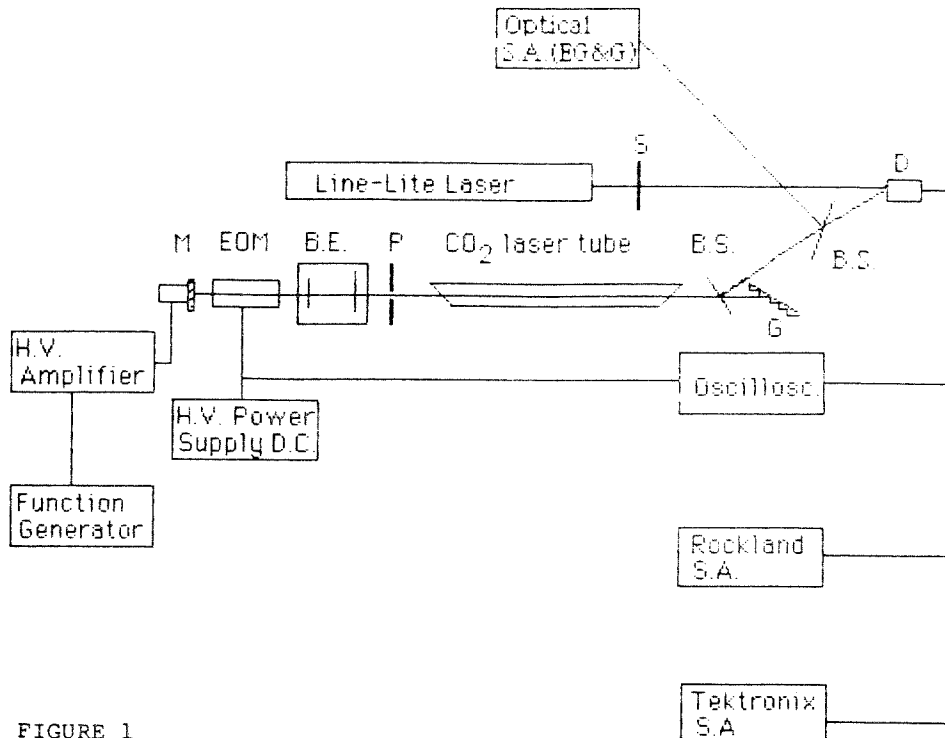 Optical
S.A.(EG&G)
S
D
Line-Lite Laser
M
EOM
B.E.
P
CO2 laser tube
B.S.
B.S.
G
H.V.
Amplifier
Oscillosc.
H.V. Power
Supply D.C.
Function
Generator
Rockland
S.A.
Tektronix
S.A
FIGURE 1